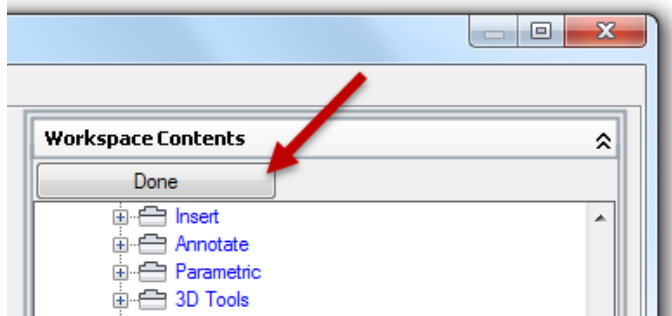 Workspace Contents
Done
Insert
Annotate
Parametric
3D Tools